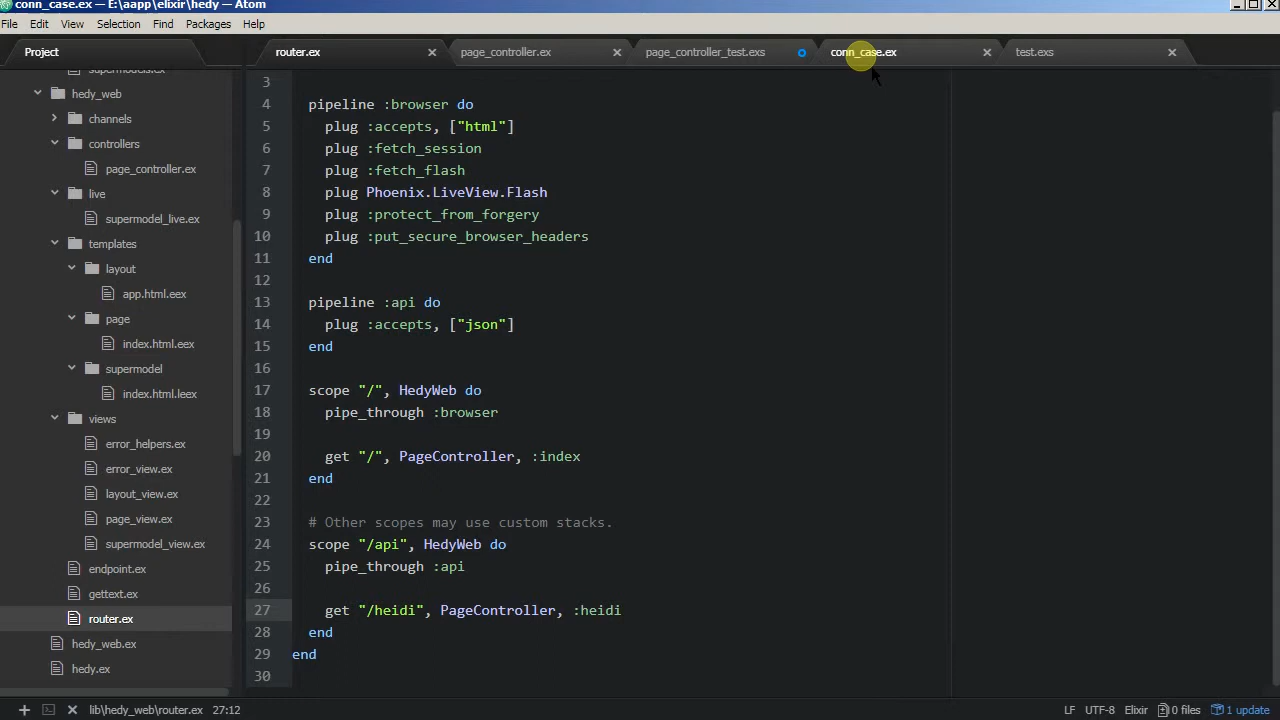 conn_case.ex — E:\aapp\elixir\hedy — Atom
File Edit View Selection Find Packages Help
Project
router.ex page_controller.ex page_controller_test.exs conn_case.ex test.exs
supermodels.ex
hedy_web
channels
controllers
page_controller.ex
live
supermodel_live.ex
templates
layout
app.html.eex
page
index.html.eex
supermodel
index.html.leex
views
error_helpers.ex
error_view.ex
layout_view.ex
page_view.ex
supermodel_view.ex
endpoint.ex
gettext.ex
router.ex
hedy_web.ex
hedy.ex
3
4 pipeline :browser do
5 plug :accepts, ["html"]
6 plug :fetch_session
7 plug :fetch_flash
8 plug Phoenix.LiveView.Flash
9 plug :protect_from_forgery
10 plug :put_secure_browser_headers
11 end
12
13 pipeline :api do
14 plug :accepts, ["json"]
15 end
16
17 scope "/", HedyWeb do
18 pipe_through :browser
19
20 get "/", PageController, :index
21 end
22
23 # Other scopes may use custom stacks.
24 scope "/api", HedyWeb do
25 pipe_through :api
26
27 get "/heidi", PageController, :heidi
28 end
29 end
30
lib\hedy_web\router.ex 27:12 LF UTF-8 Elixir 0 files 1 update